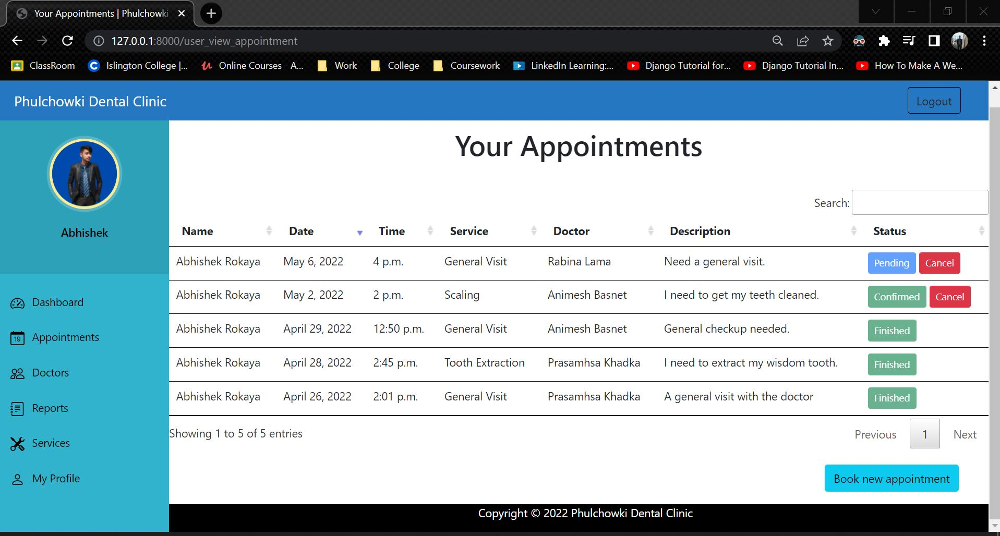 Your Appointments | Phulchowki
127.0.0.1:8000/user_view_appointment
ClassRoom Islington College |... Online Courses - A... Work College Coursework LinkedIn Learning:... Django Tutorial for... Django Tutorial In... How To Make A We...
Phulchowki Dental Clinic Logout
Abhishek
Dashboard
19 Appointments
Doctors
Reports
Services
My Profile
Your Appointments
Search:
Name Date Time Service Doctor Description Status
Abhishek Rokaya May 6, 2022 4 p.m. General Visit Rabina Lama Need a general visit. Pending Cancel
Abhishek Rokaya May 2, 2022 2 p.m. Scaling Animesh Basnet I need to get my teeth cleaned. Confirmed Cancel
Abhishek Rokaya April 29, 2022 12:50 p.m. General Visit Animesh Basnet General checkup needed. Finished
Abhishek Rokaya April 28, 2022 2:45 p.m. Tooth Extraction Prasamhsa Khadka I need to extract my wisdom tooth. Finished
Abhishek Rokaya April 26, 2022 2:01 p.m. General Visit Prasamhsa Khadka A general visit with the doctor Finished
Showing 1 to 5 of 5 entries Previous 1 Next
Book new appointment
Copyright © 2022 Phulchowki Dental Clinic